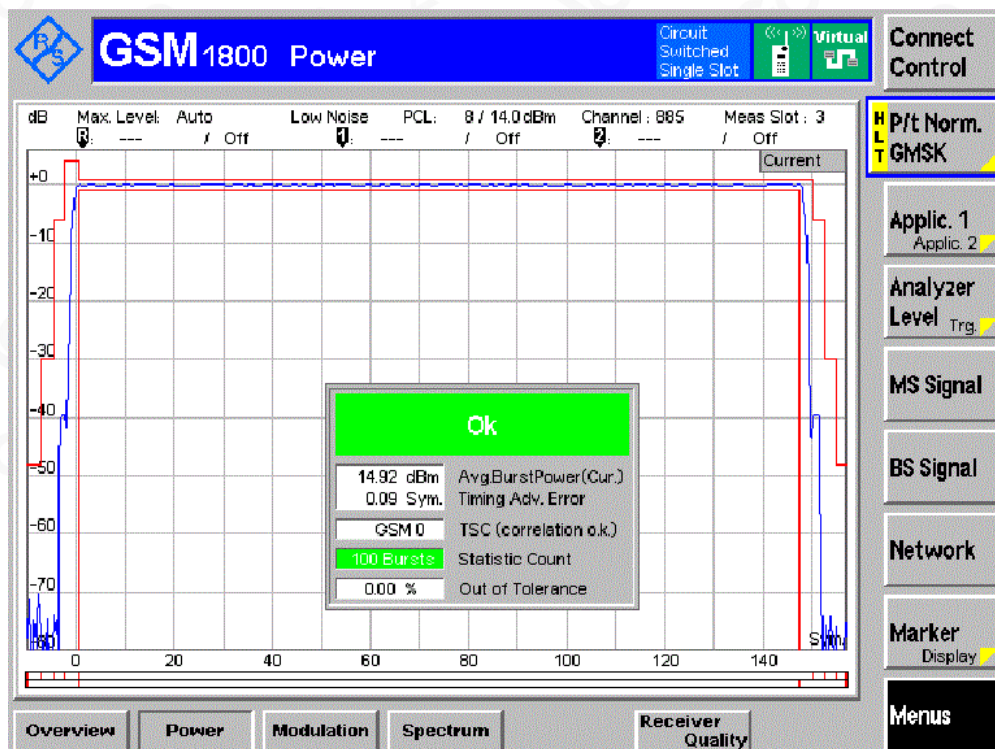 R S
GSM 1800 Power
Circuit Switched Single Slot
Virtual
Connect Control
dB Max. Level: Auto Low Noise PCL: 8 / 14.0 dBm Channel : 885 Meas Slot : 3
R : --- / Off 1 : --- / Off 2 : --- / Off
Current
HLT
P/t Norm. GMSK
Applic. 1
Applic. 2
Analyzer Level Trg.
MS Signal
BS Signal
Network
Marker
Display
Menus
+0
-10
-20
-30
-40
-50
-60
-70
-80
Ok
14.92 dBm Avg.BurstPower(Cur.)
0.09 Sym. Timing Adv. Error
GSM 0 TSC (correlation o.k.)
100 Bursts Statistic Count
0.00 % Out of Tolerance
Sym.
0 20 40 60 80 100 120 140
Overview Power Modulation Spectrum Receiver Quality